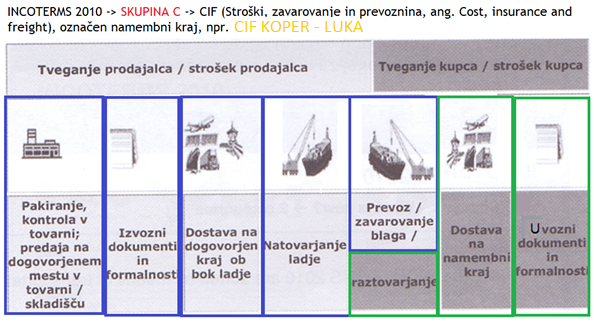 INCOTERMS 2010 -> SKUPINA C -> CIF (Stroški, zavarovanje in prevoznina, ang. Cost, insurance and
freight), označen namembni kraj, npr. CIF KOPER - LUKA
Tveganje prodajalca / strošek prodajalca
Tveganje kupca / strošek kupca
Pakiranje,
kontrola v
tovarni;
predaja na
dogovorjenem
mestu v
tovarni /
skladišču
Izvozni
dokumenti
in
formalnosti
Dostava na
dogovorjen
kraj ob
bok ladje
Natovarjanje
ladje
Prevoz /
zavarovanje
blaga /
raztovarjanje
Dostava
na
namembni
kraj
Uvozni
dokumenti
in
formalnosti